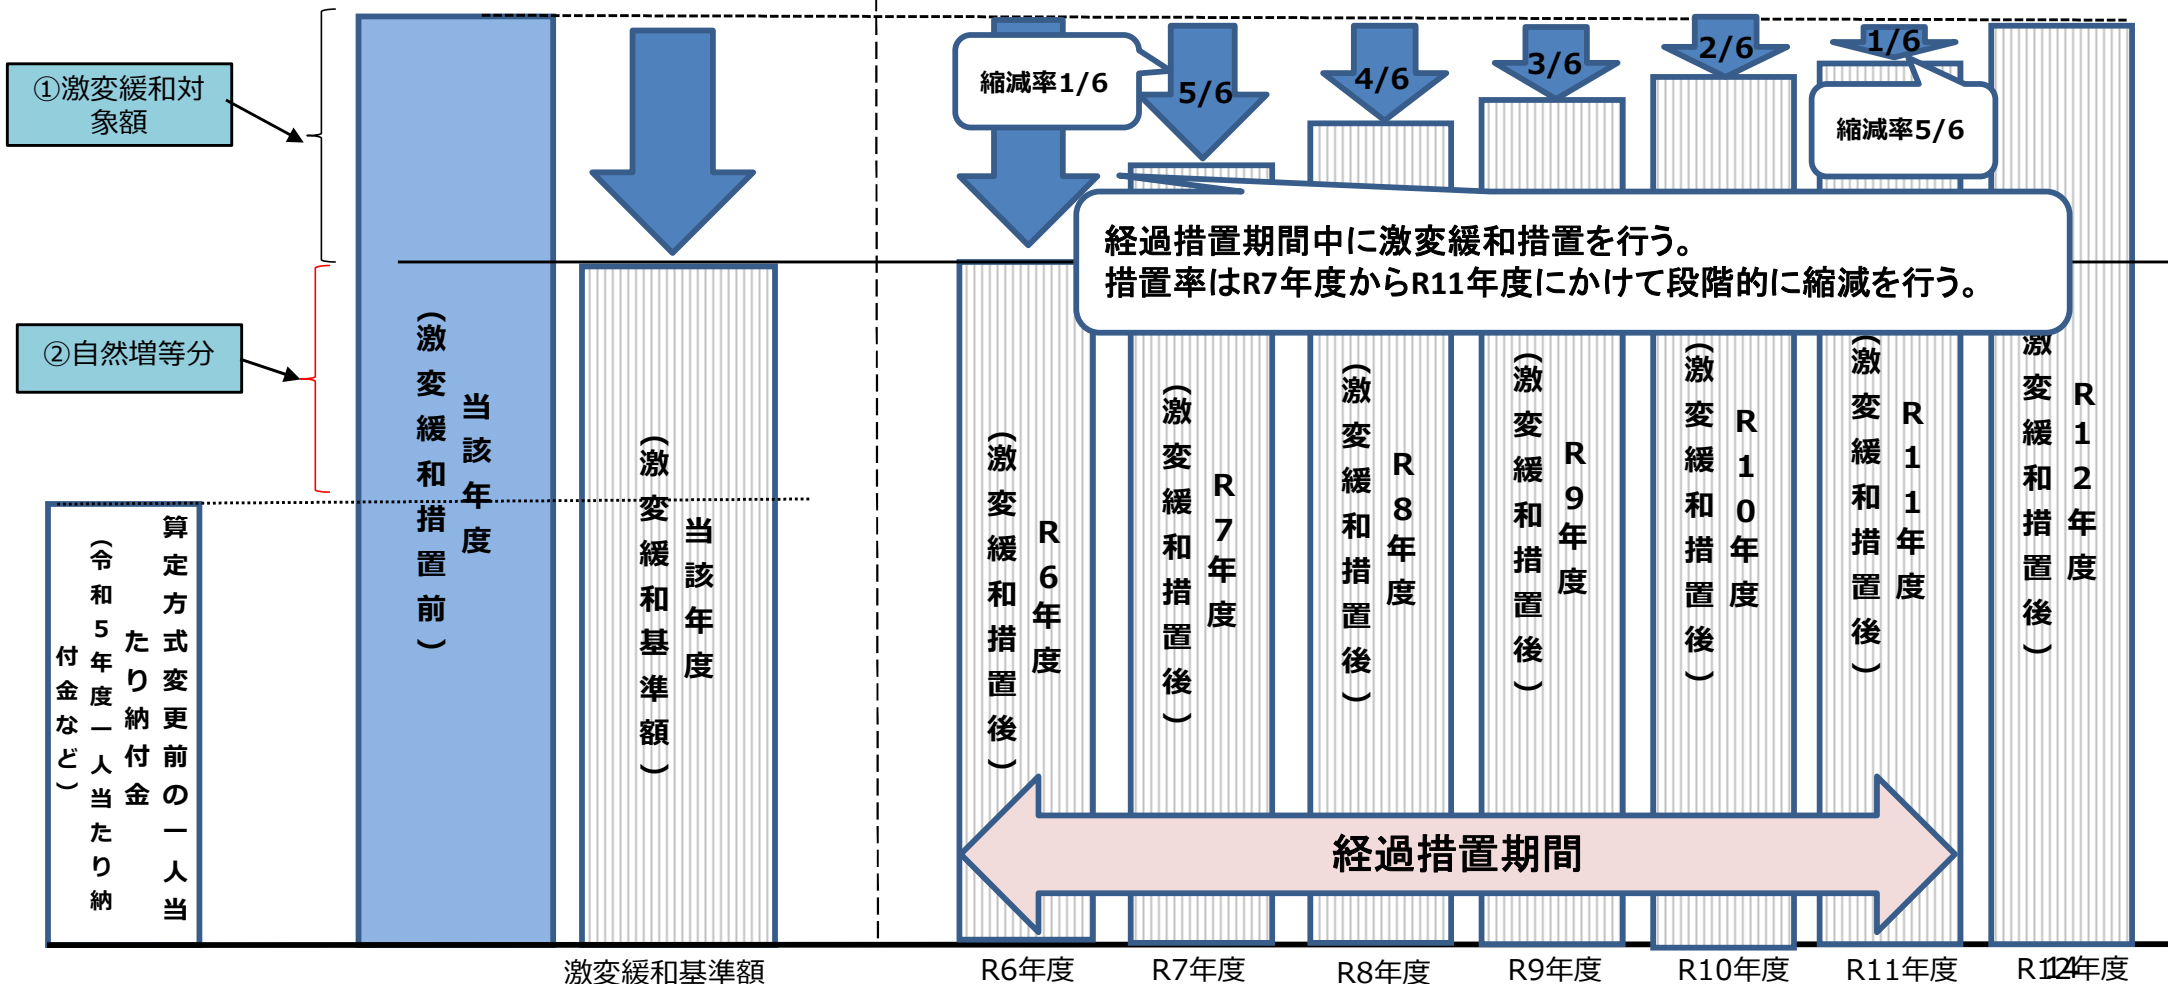 ①激変緩和対
象額
②自然増等分
算定方式変更前の一人当
たり納付金
（令和５年度一人当たり納
付金など）
当該年度
（激変緩和措置前）
当該年度
（激変緩和基準額）
縮減率1/6
5/6
4/6
3/6
2/6
1/6
縮減率5/6
経過措置期間中に激変緩和措置を行う。
措置率はR7年度からR11年度にかけて段階的に縮減を行う。
R6年度
（激変緩和措置後）
R7年度
（激変緩和措置後）
R8年度
（激変緩和措置後）
R9年度
（激変緩和措置後）
R10年度
（激変緩和措置後）
R11年度
（激変緩和措置後）
R12年度
激変緩和措置後）
経過措置期間
激変緩和基準額
R6年度
R7年度
R8年度
R9年度
R10年度
R11年度
R12年度
14